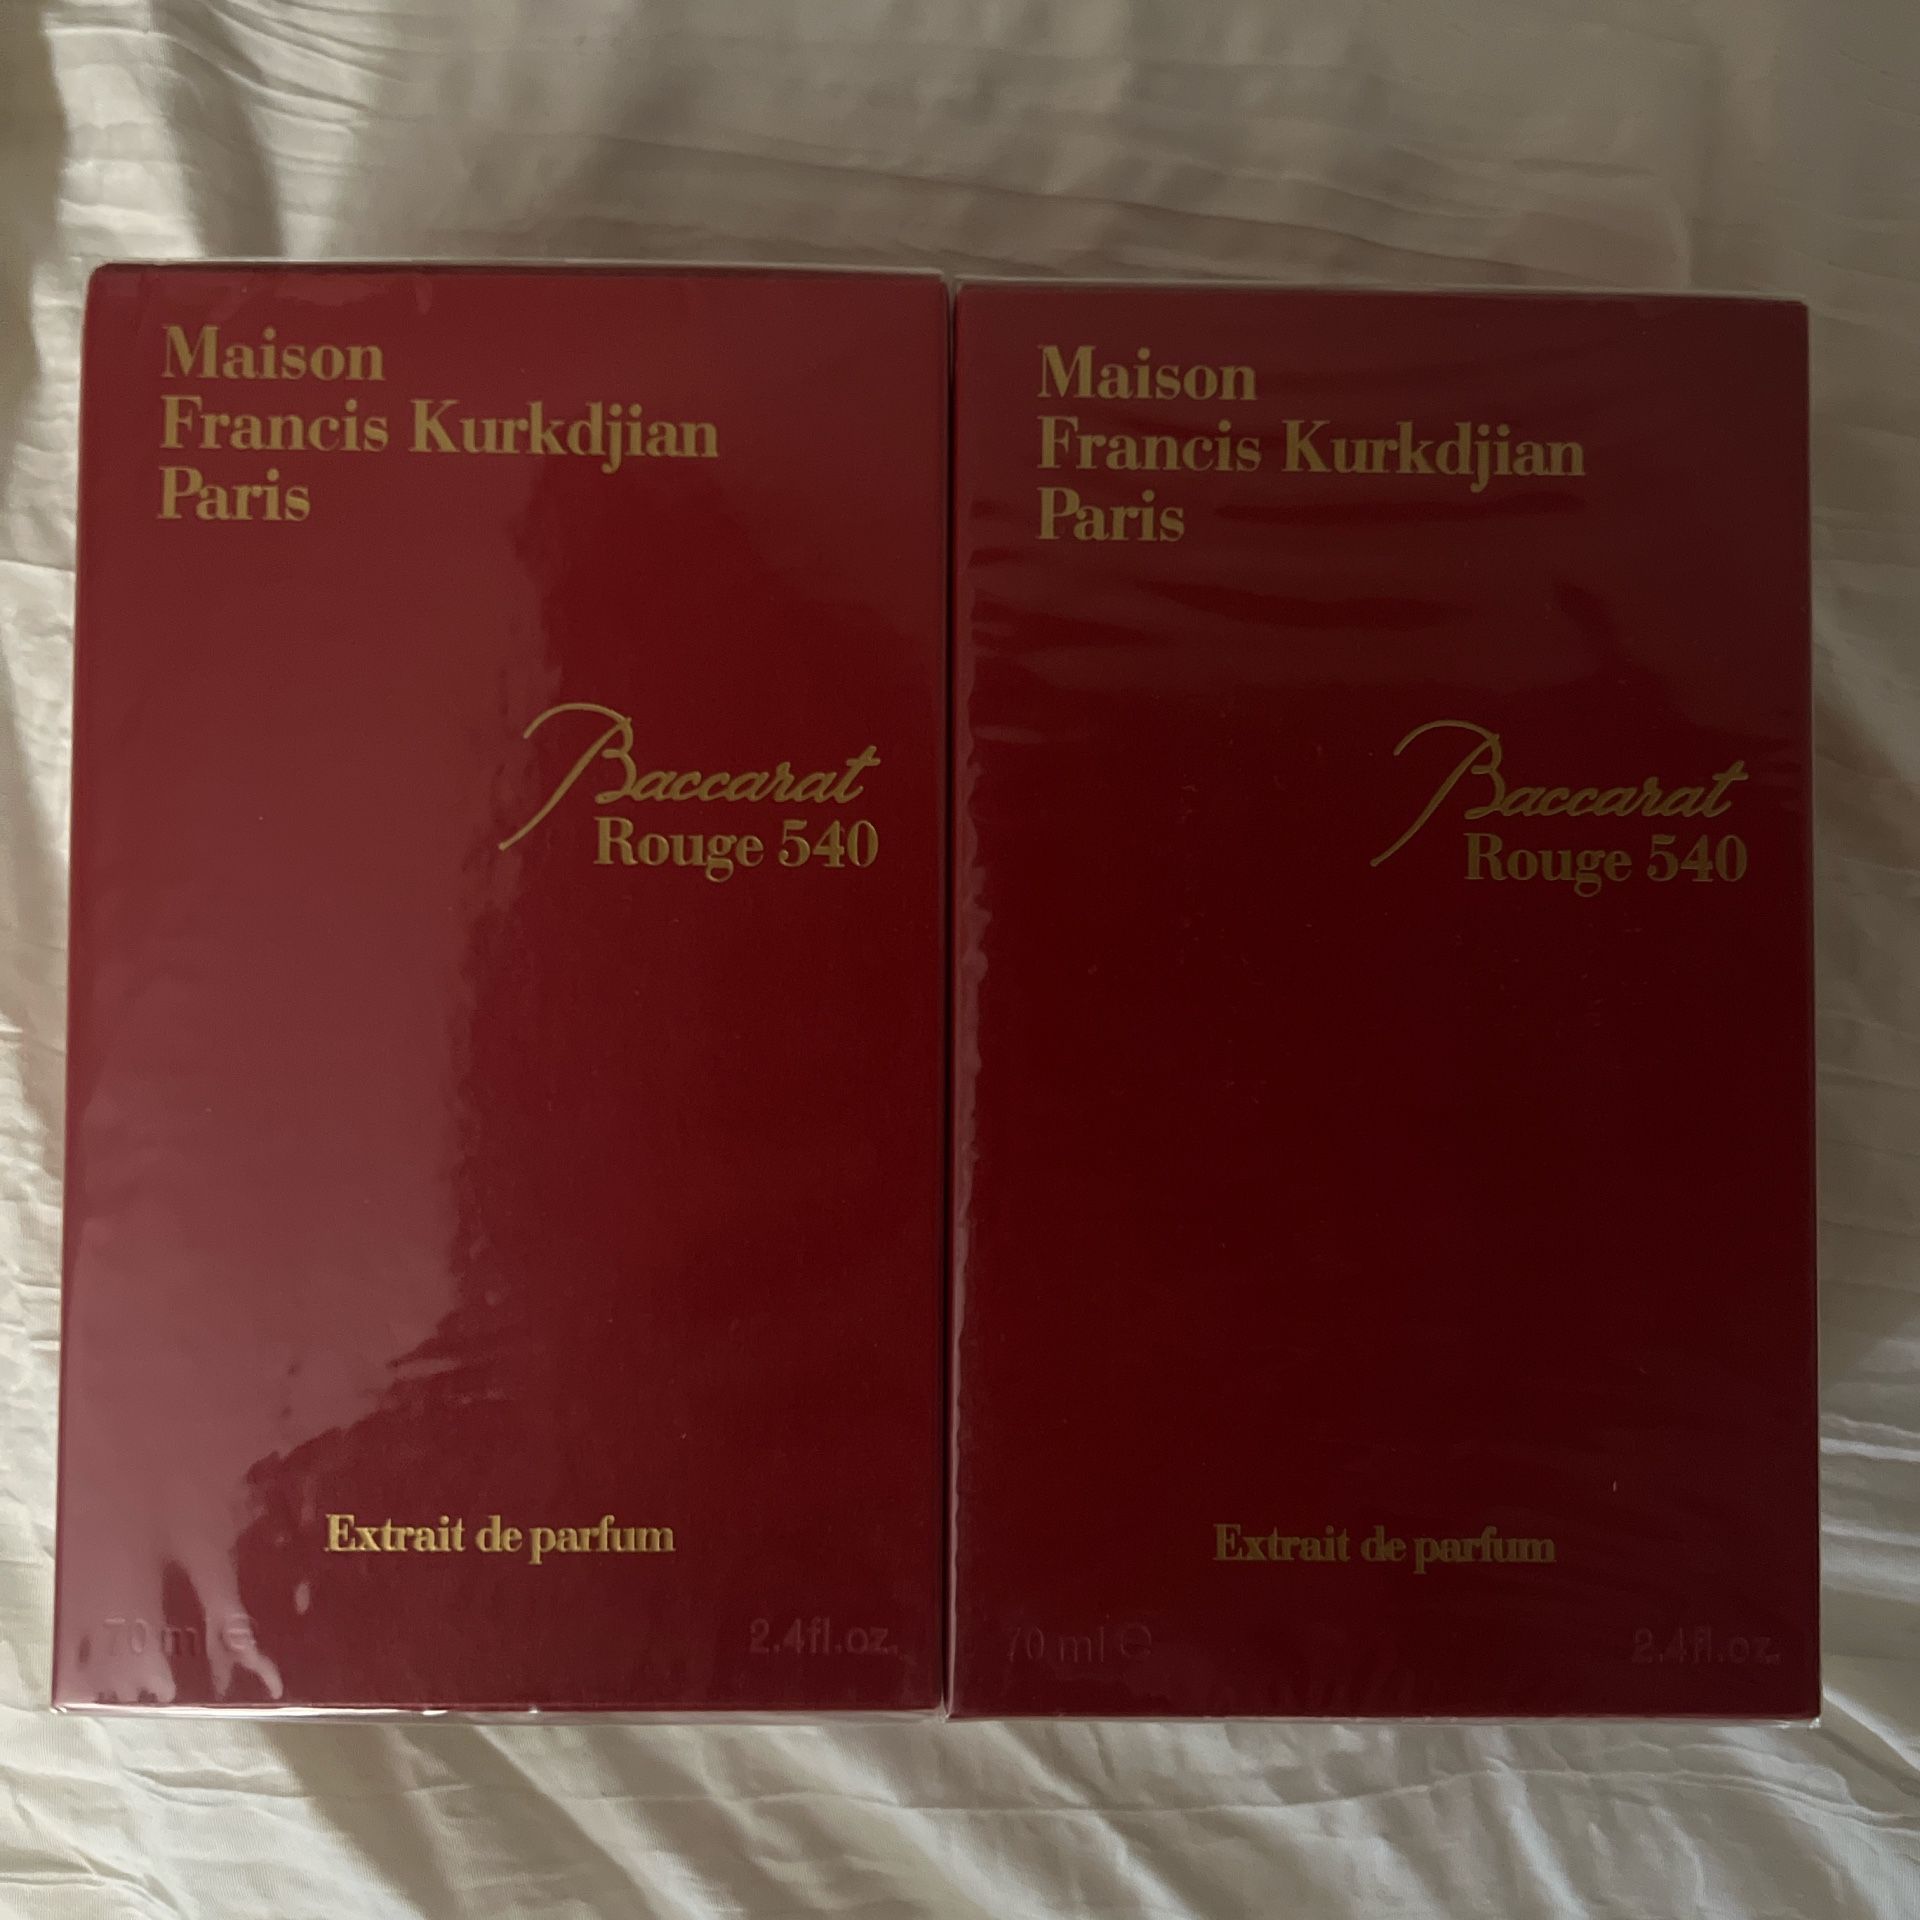 Maison
Francis Kurkdjian
Paris
Baccarat
Rouge 540
Extrait de parfum
70 ml ℮ 2.4fl.oz.
Maison
Francis Kurkdjian
Paris
Baccarat
Rouge 540
Extrait de parfum
70 ml ℮ 2.4fl.oz.